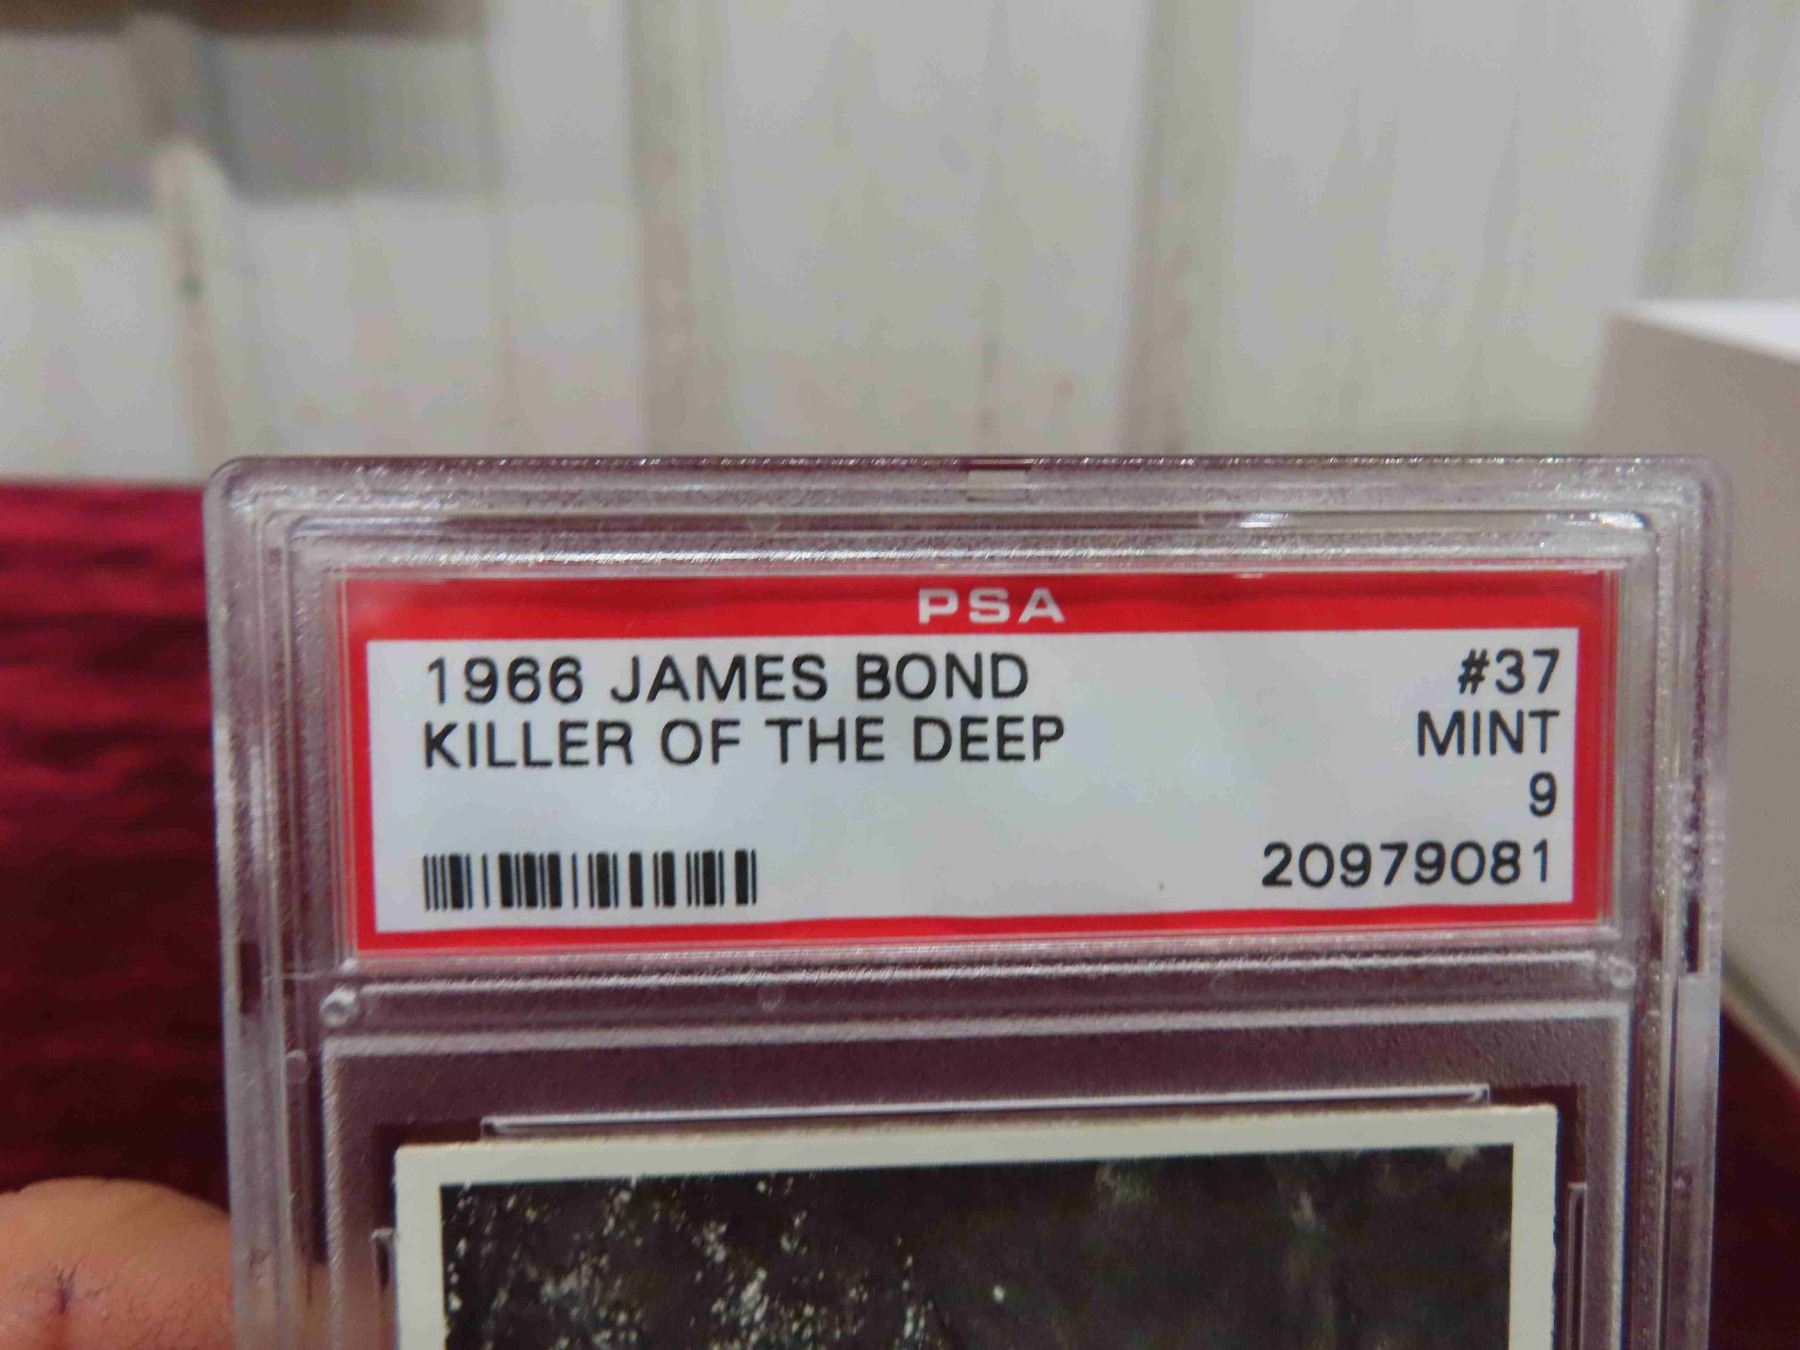 PSA
1966 JAMES BOND #37
KILLER OF THE DEEP MINT
9
20979081